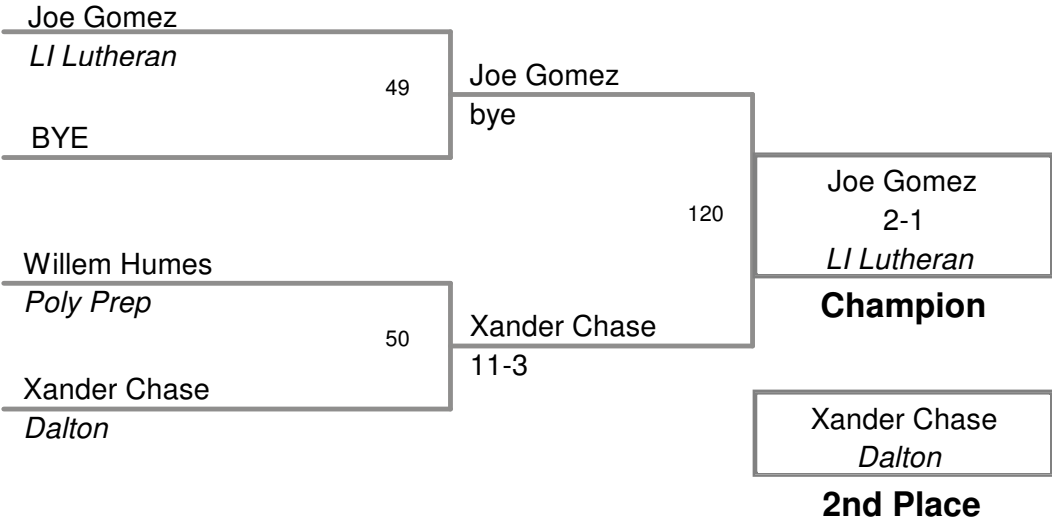 Joe Gomez
LI Lutheran
49
BYE
Joe Gomez
bye
Willem Humes
Poly Prep
50
Xander Chase
Dalton
Xander Chase
11-3
120
Joe Gomez
2-1
LI Lutheran
Champion
Xander Chase
Dalton
2nd Place